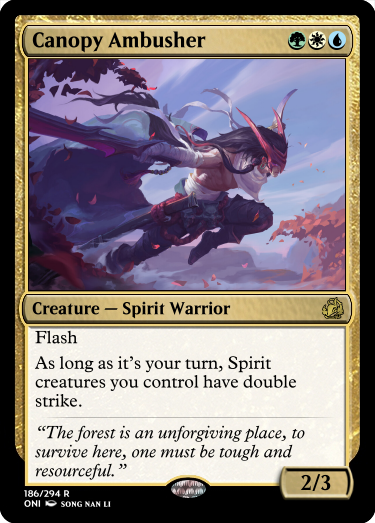 Canopy Ambusher
Creature — Spirit Warrior
Flash
As long as it's your turn, Spirit
creatures you control have double
strike.
"The forest is an unforgiving place, to
survive here, one must be tough and
resourceful."
2/3
186/294 R
ONI SONG NAN LI